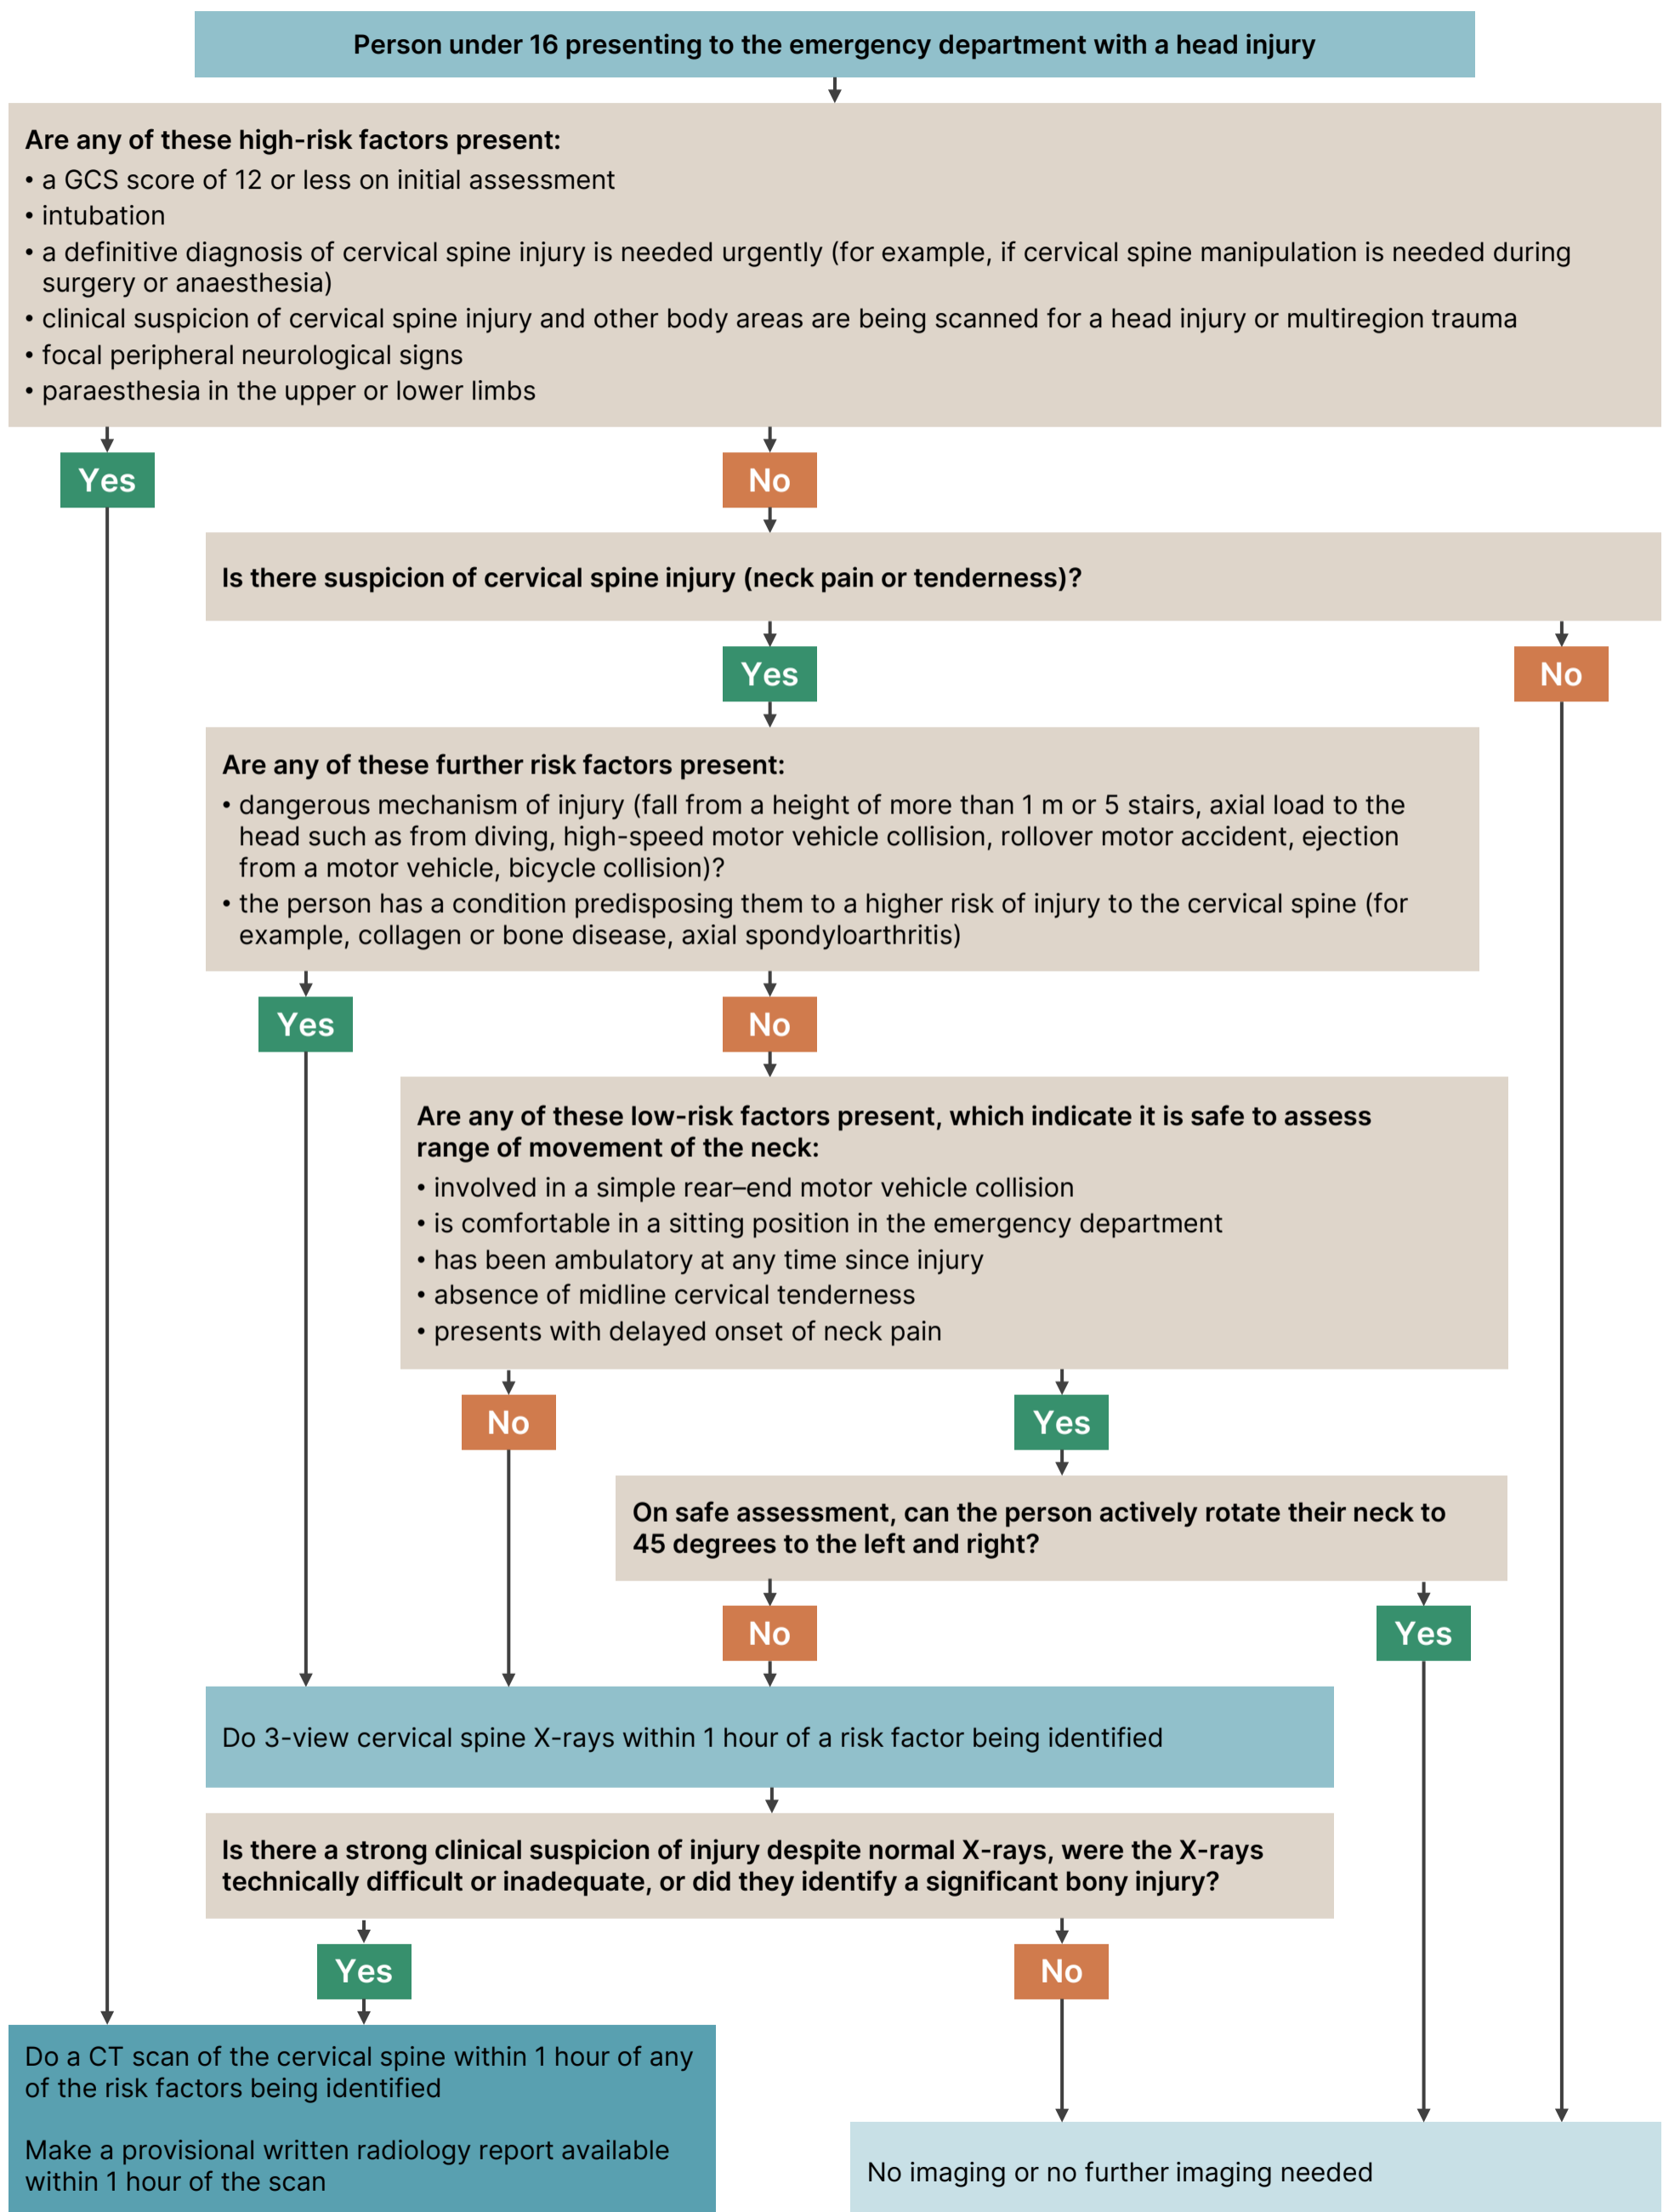 Person under 16 presenting to the emergency department with a head injury
Are any of these high-risk factors present:
• a GCS score of 12 or less on initial assessment
• intubation
• a definitive diagnosis of cervical spine injury is needed urgently (for example, if cervical spine manipulation is needed during
surgery or anaesthesia)
• clinical suspicion of cervical spine injury and other body areas are being scanned for a head injury or multiregion trauma
• focal peripheral neurological signs
• paraesthesia in the upper or lower limbs
Yes
No
Is there suspicion of cervical spine injury (neck pain or tenderness)?
Yes
No
Are any of these further risk factors present:
• dangerous mechanism of injury (fall from a height of more than 1 m or 5 stairs, axial load to the
head such as from diving, high-speed motor vehicle collision, rollover motor accident, ejection
from a motor vehicle, bicycle collision)?
• the person has a condition predisposing them to a higher risk of injury to the cervical spine (for
example, collagen or bone disease, axial spondyloarthritis)
Yes
No
Are any of these low-risk factors present, which indicate it is safe to assess
range of movement of the neck:
• involved in a simple rear–end motor vehicle collision
• is comfortable in a sitting position in the emergency department
• has been ambulatory at any time since injury
• absence of midline cervical tenderness
• presents with delayed onset of neck pain
No
Yes
On safe assessment, can the person actively rotate their neck to
45 degrees to the left and right?
No
Yes
Do 3-view cervical spine X-rays within 1 hour of a risk factor being identified
Is there a strong clinical suspicion of injury despite normal X-rays, were the X-rays
technically difficult or inadequate, or did they identify a significant bony injury?
Yes
No
Do a CT scan of the cervical spine within 1 hour of any
of the risk factors being identified
Make a provisional written radiology report available
within 1 hour of the scan
No imaging or no further imaging needed